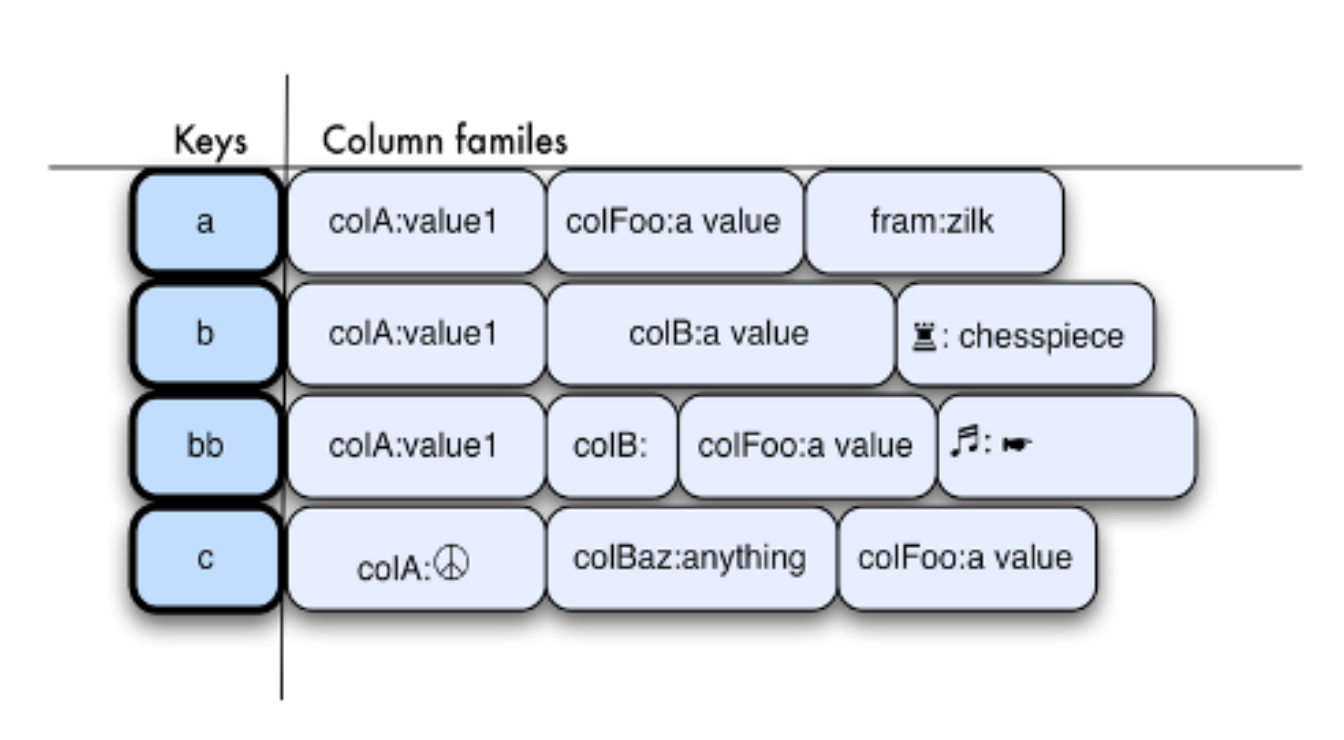 Keys Column familes
a colA:value1 colFoo:a value fram:zilk
b colA:value1 colB:a value ♜: chesspiece
bb colA:value1 colB: colFoo:a value ♬: ☛
c colA:☮ colBaz:anything colFoo:a value